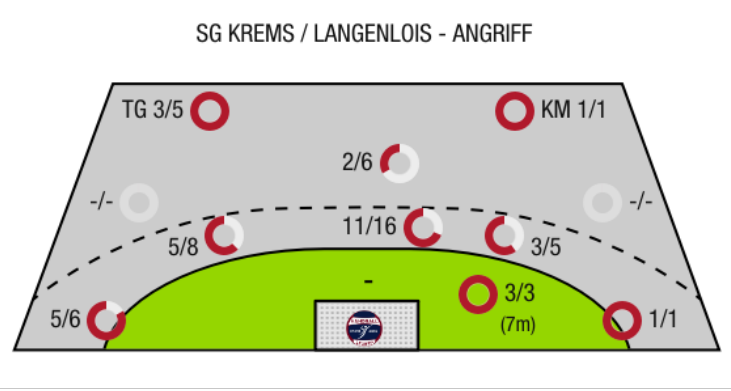 SG KREMS / LANGENLOIS - ANGRIFF
TG 3/5
KM 1/1
2/6
-/-
-/-
5/8
11/16
3/5
-
3/3
(7m)
5/6
1/1